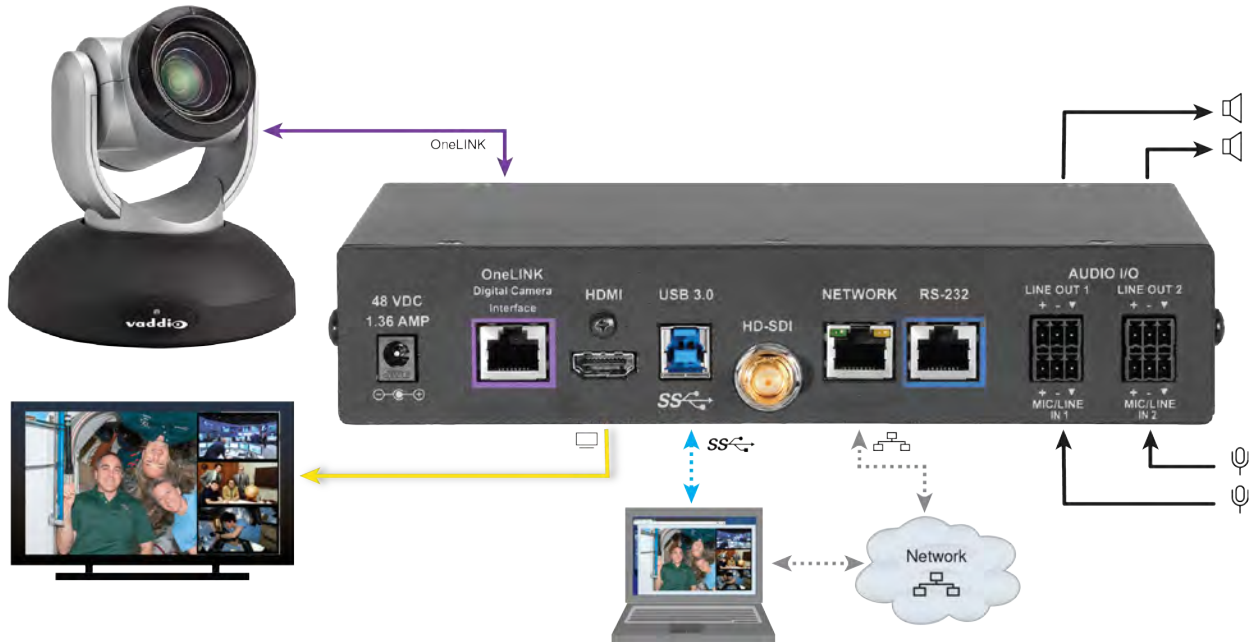 OneLINK
vaddio
48 VDC
1.36 AMP
OneLINK
Digital Camera
Interface
HDMI
USB 3.0
HD-SDI
NETWORK
RS-232
AUDIO I/O
LINE OUT 1
LINE OUT 2
+ - ▼
+ - ▼
+ - ▼
+ - ▼
MIC/LINE
IN 1
MIC/LINE
IN 2
SS
SS
Network